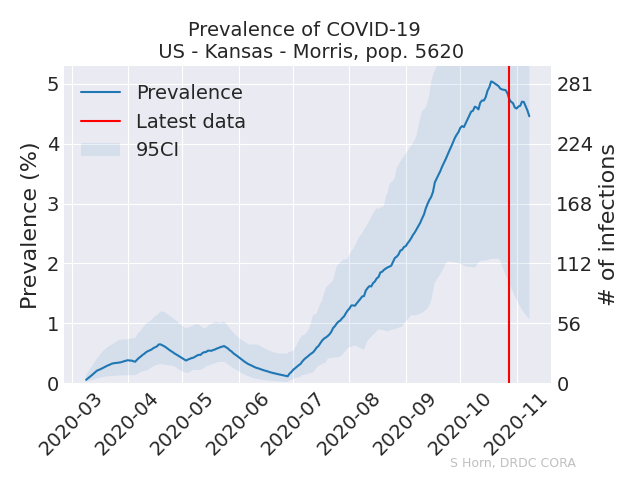 Prevalence of COVID-19
US - Kansas - Morris, pop. 5620
Prevalence
Latest data
95CI
Prevalence (%)
5
4
3
2
1
0
281
224
168
112
56
0
# of infections
2020-03
2020-04
2020-05
2020-06
2020-07
2020-08
2020-09
2020-10
2020-11
S Horn, DRDC CORA